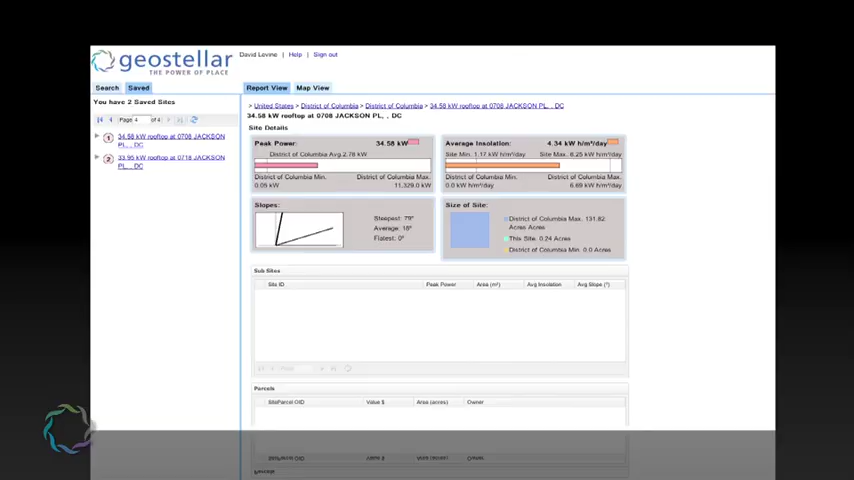 geostellar
THE POWER OF PLACE
David Levine | Help | Sign out
Search Saved Report View Map View
You have 2 Saved Sites
Page 4 of 4
1 34.58 kW rooftop at 0708 JACKSON
PL, , DC
2 33.95 kW rooftop at 0718 JACKSON
PL, , DC
> United States > District of Columbia > District of Columbia > 34.58 kW rooftop at 0708 JACKSON PL, , DC
34.58 kW rooftop at 0708 JACKSON PL, , DC
Site Details
Peak Power: 34.58 kW
District of Columbia Avg.2.78 kW
District of Columbia Min. District of Columbia Max.
0.05 kW 11,329.0 kW
Average Insolation: 4.34 kW h/m²/day
Site Min. 1.17 kW h/m²/day Site Max. 6.25 kW h/m²/day
District of Columbia Min. District of Columbia Max.
0.0 kW h/m²/day 6.69 kW h/m²/day
Slopes:
Steepest: 79°
Average: 18°
Flatest: 0°
Size of Site:
District of Columbia Max. 131.82
Acres Acres
This Site. 0.24 Acres
District of Columbia Min. 0.0 Acres
Sub Sites
Site ID Peak Power Area (m²) Avg Insolation Avg Slope (°)
Page
Parcels
SiteParcel OID Value $ Area (acres) Owner